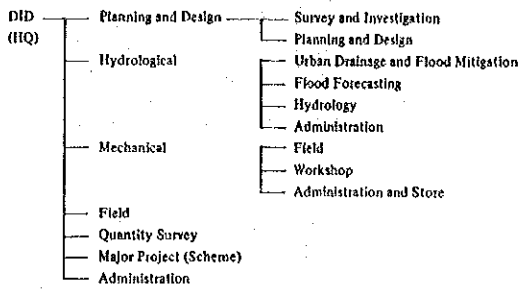 DID Planning and Design Survey and Investigation
(HQ) Planning and Design
Hydrological Urban Drainage and Flood Mitigation
Flood Forecasting
Hydrology
Administration
Mechanical Field
Workshop
Administration and Store
Field
Quantity Survey
Major Project (Scheme)
Administration